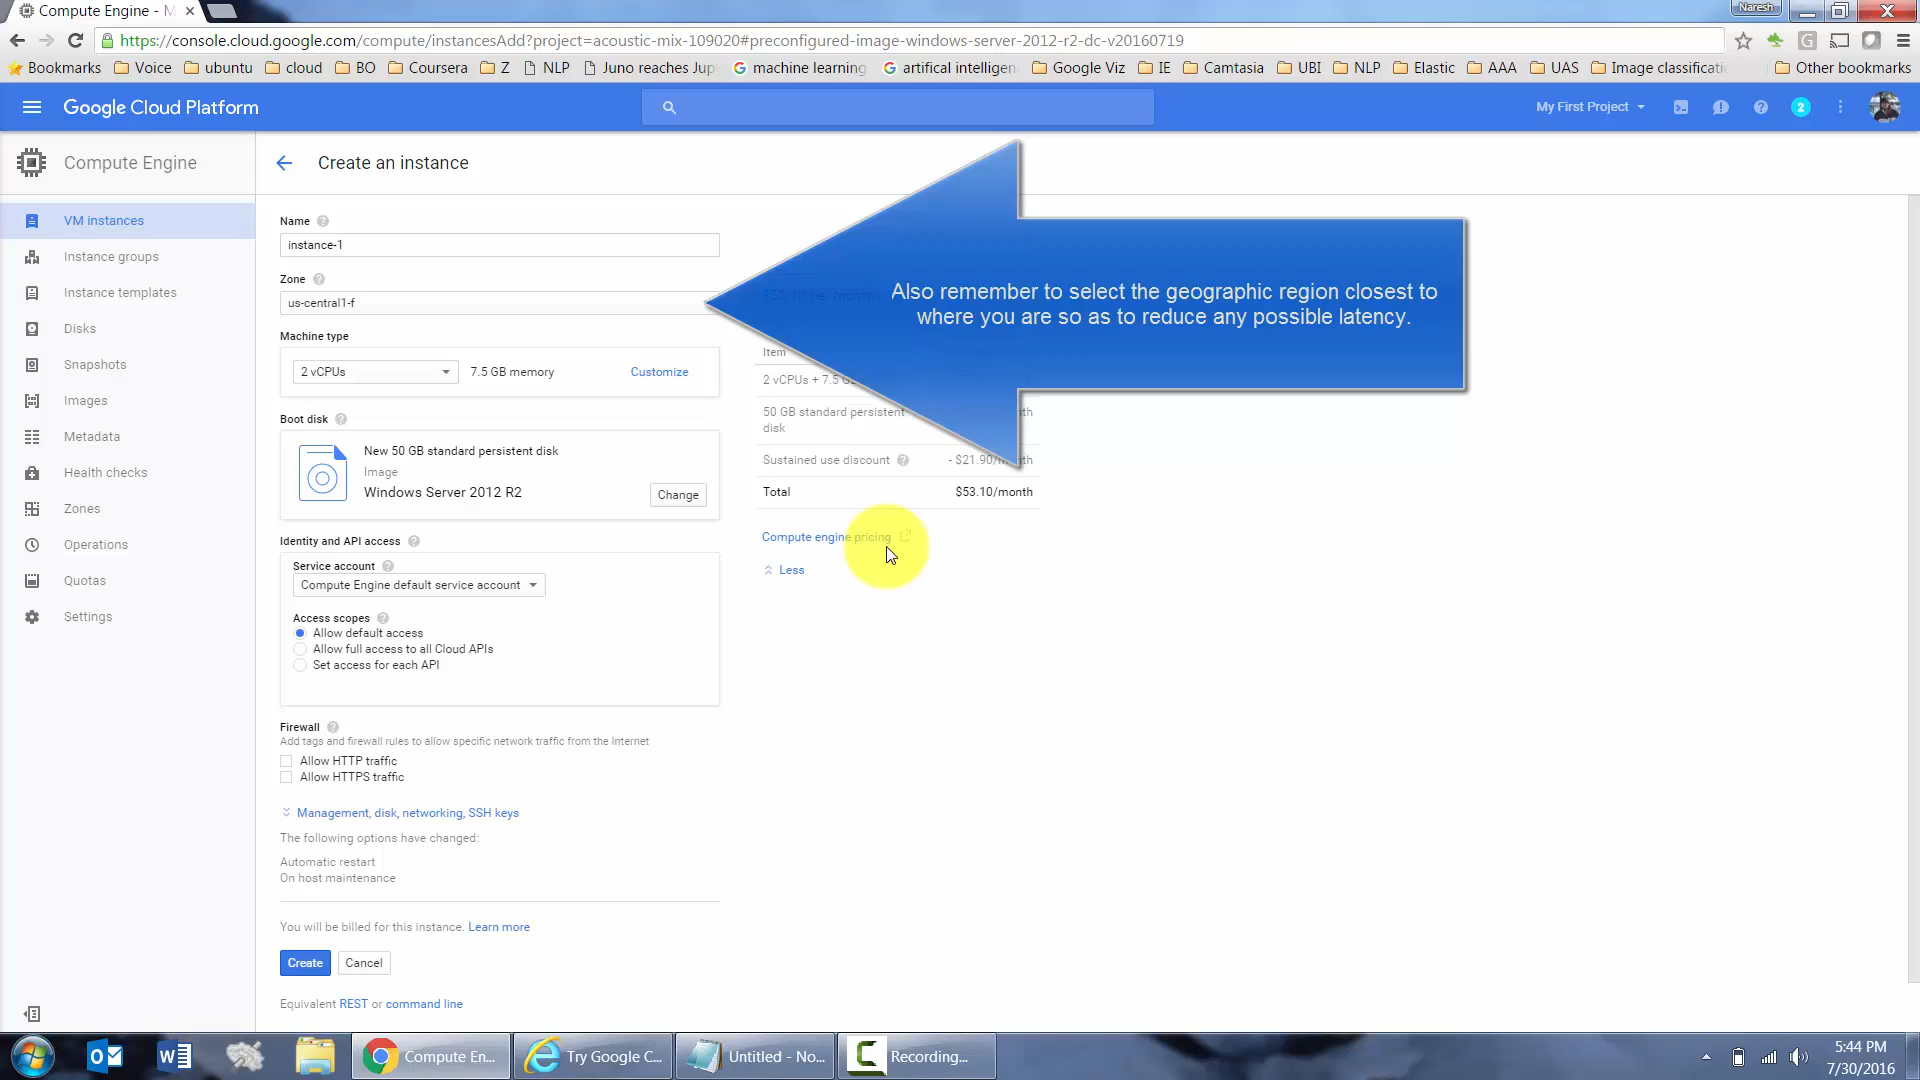 Compute Engine - M
Naresh
https://console.cloud.google.com/compute/instancesAdd?project=acoustic-mix-109020#preconfigured-image-windows-server-2012-r2-dc-v20160719
Bookmarks Voice ubuntu cloud BO Coursera Z NLP Juno reaches Jup machine learning artifical intelligen Google Viz IE Camtasia UBI NLP Elastic AAA UAS Image classificati Other bookmarks
Google Cloud Platform
My First Project
2
Compute Engine
Create an instance
VM instances
Instance groups
Instance templates
Disks
Snapshots
Images
Metadata
Health checks
Zones
Operations
Quotas
Settings
Name
instance-1
Zone
us-central1-f
Machine type
2 vCPUs 7.5 GB memory Customize
Boot disk
New 50 GB standard persistent disk
Image
Windows Server 2012 R2
Change
Identity and API access
Service account
Compute Engine default service account
Access scopes
Allow default access
Allow full access to all Cloud APIs
Set access for each API
Firewall
Add tags and firewall rules to allow specific network traffic from the Internet
Allow HTTP traffic
Allow HTTPS traffic
Management, disk, networking, SSH keys
The following options have changed:
Automatic restart
On host maintenance
You will be billed for this instance. Learn more
Create Cancel
Equivalent REST or command line
Also remember to select the geographic region closest to
where you are so as to reduce any possible latency.
Item
2 vCPUs + 7.5 G
50 GB standard persistent
disk
Sustained use discount - $21.90/month
Total $53.10/month
Compute engine pricing
Less
Compute En...
Try Google C...
Untitled - No...
Recording...
5:44 PM
7/30/2016